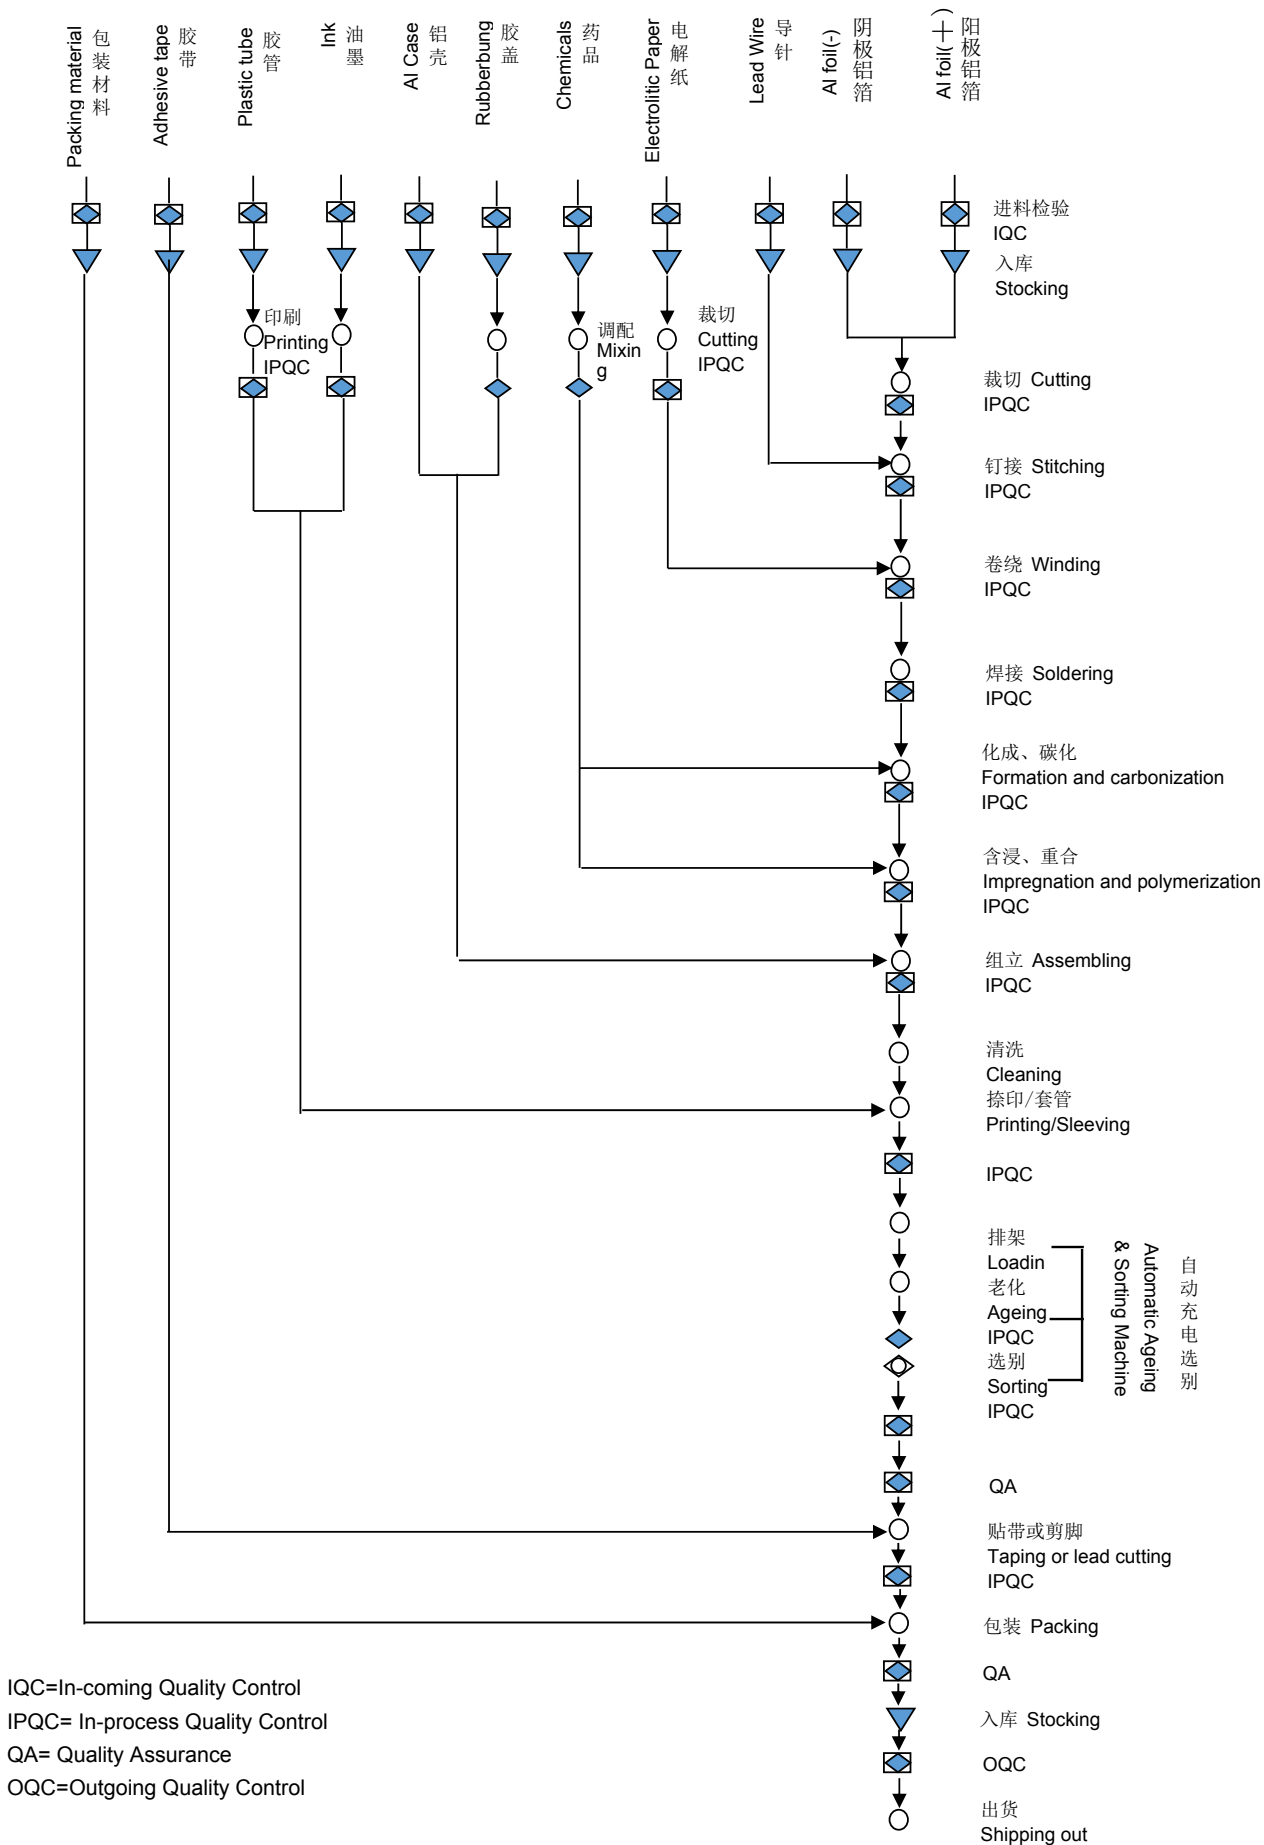 Packing material
包装材料
Adhesive tape
胶带
Plastic tube
胶管
Ink
油墨
Al Case
铝壳
Rubberbung
胶盖
Chemicals
药品
Electrolitic Paper
电解纸
Lead Wire
导针
Al foil(-)
阴极铝箔
Al foil(十)
阳极铝箔
进料检验
IQC
入库
Stocking
印刷
Printing
IPQC
调配
Mixin
g
裁切
Cutting
IPQC
裁切 Cutting
IPQC
钉接 Stitching
IPQC
卷绕 Winding
IPQC
焊接 Soldering
IPQC
化成、碳化
Formation and carbonization
IPQC
含浸、重合
Impregnation and polymerization
IPQC
组立 Assembling
IPQC
清洗
Cleaning
捺印/套管
Printing/Sleeving
IPQC
排架
Loadin
老化
Ageing
IPQC
选别
Sorting
IPQC
Automatic Ageing
& Sorting Machine
自动充电选别
QA
贴带或剪脚
Taping or lead cutting
IPQC
包装 Packing
QA
入库 Stocking
OQC
出货
Shipping out
IQC=In-coming Quality Control
IPQC= In-process Quality Control
QA= Quality Assurance
OQC=Outgoing Quality Control